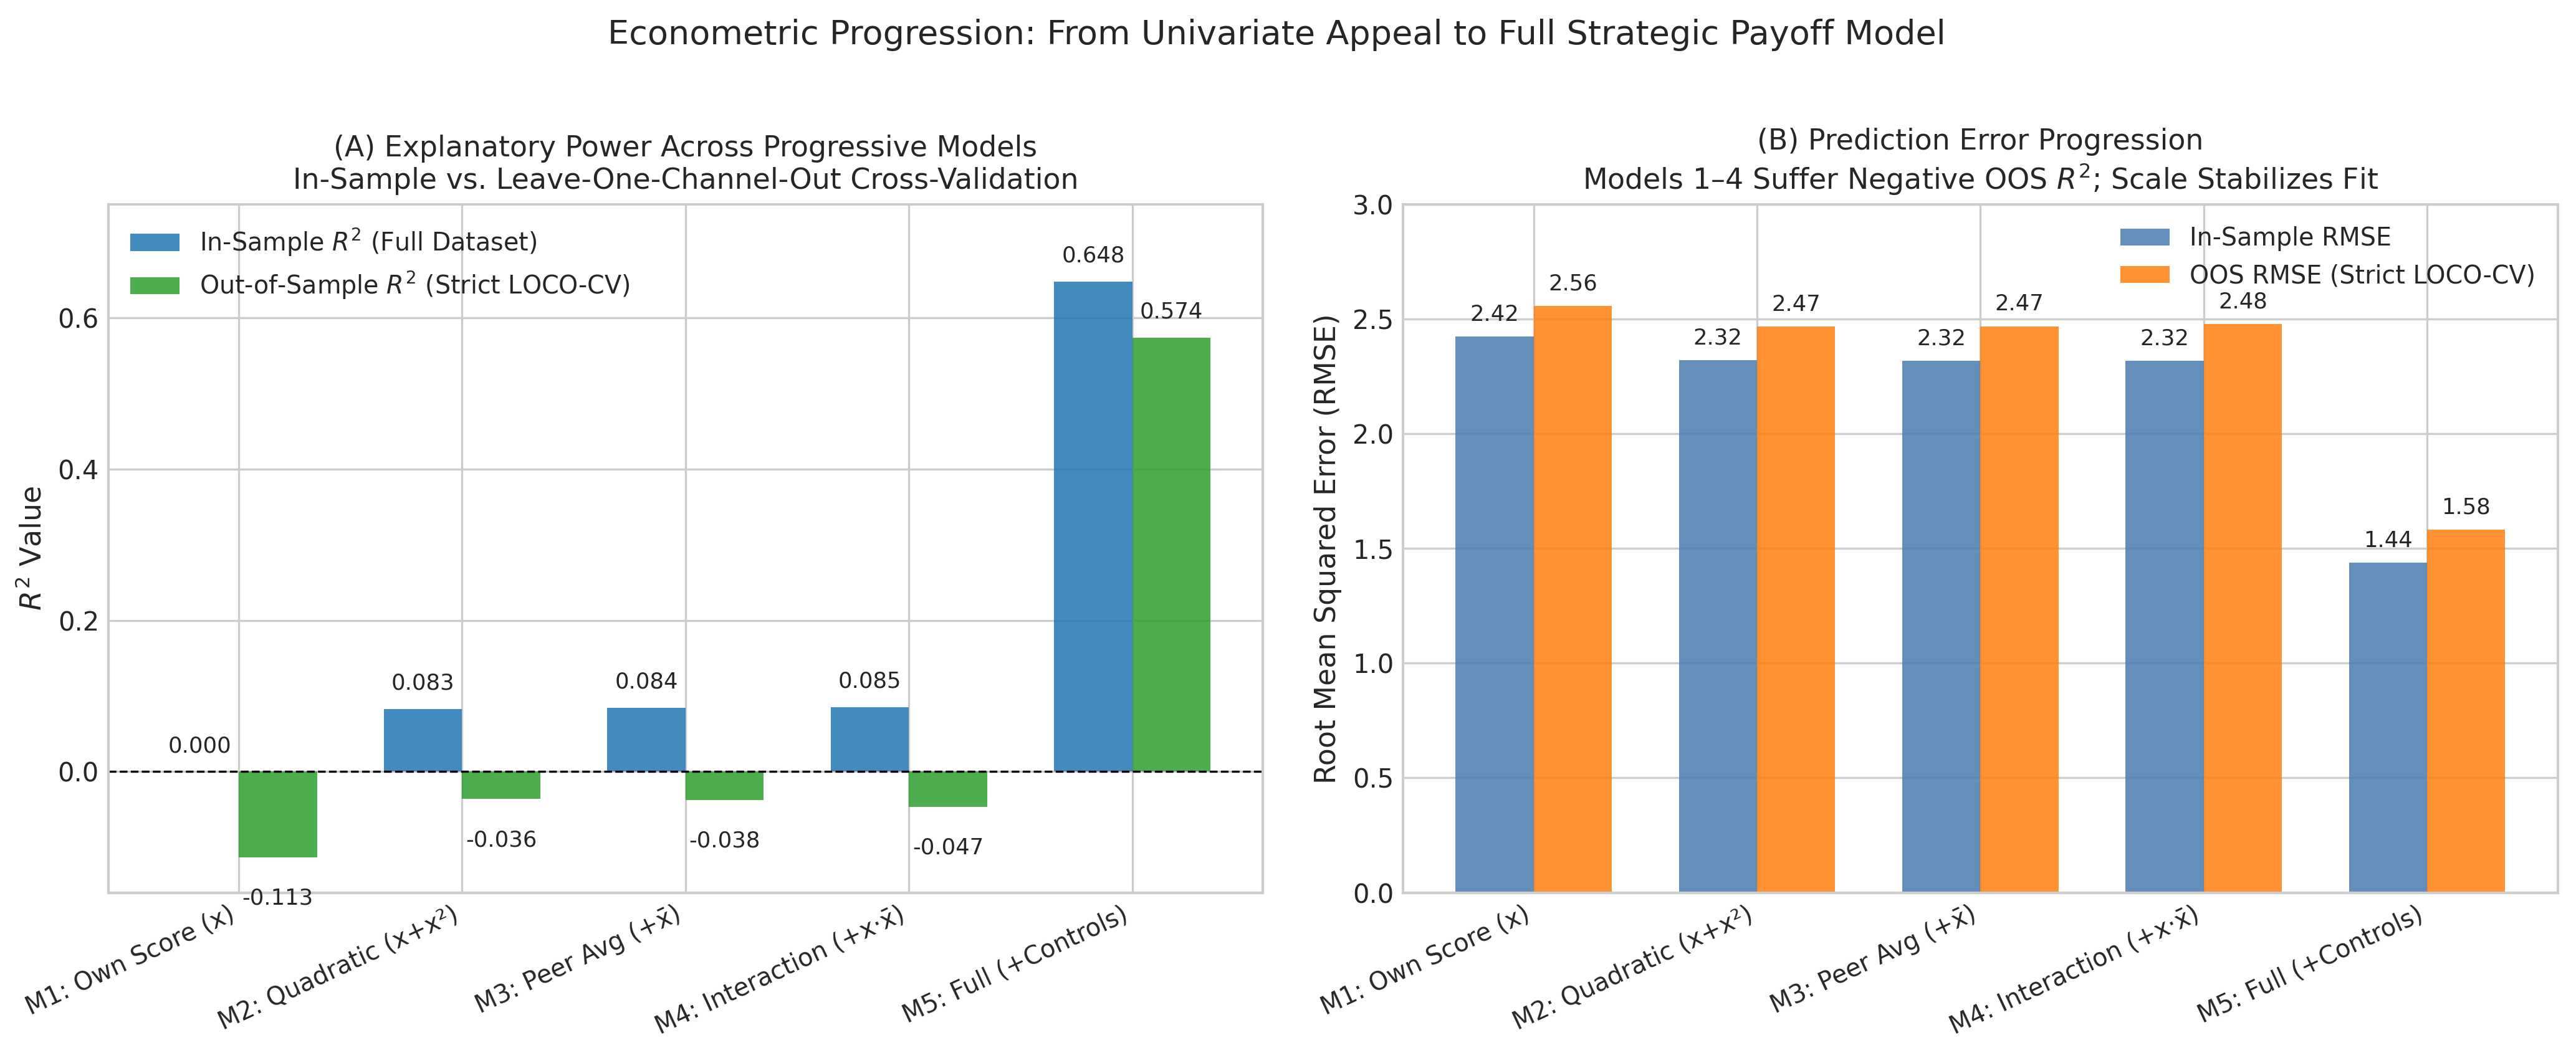 Econometric Progression: From Univariate Appeal to Full Strategic Payoff Model
(A) Explanatory Power Across Progressive Models
In-Sample vs. Leave-One-Channel-Out Cross-Validation
In-Sample R² (Full Dataset)
Out-of-Sample R² (Strict LOCO-CV)
R² Value
0.6
0.4
0.2
0.0
0.000
-0.113
0.083
-0.036
0.084
-0.038
0.085
-0.047
0.648
0.574
M1: Own Score (x)
M2: Quadratic (x+x²)
M3: Peer Avg (+x̄)
M4: Interaction (+x·x̄)
M5: Full (+Controls)
(B) Prediction Error Progression
Models 1–4 Suffer Negative OOS R²; Scale Stabilizes Fit
In-Sample RMSE
OOS RMSE (Strict LOCO-CV)
Root Mean Squared Error (RMSE)
3.0
2.5
2.0
1.5
1.0
0.5
0.0
2.42
2.56
2.32
2.47
2.32
2.47
2.32
2.48
1.44
1.58
M1: Own Score (x)
M2: Quadratic (x+x²)
M3: Peer Avg (+x̄)
M4: Interaction (+x·x̄)
M5: Full (+Controls)